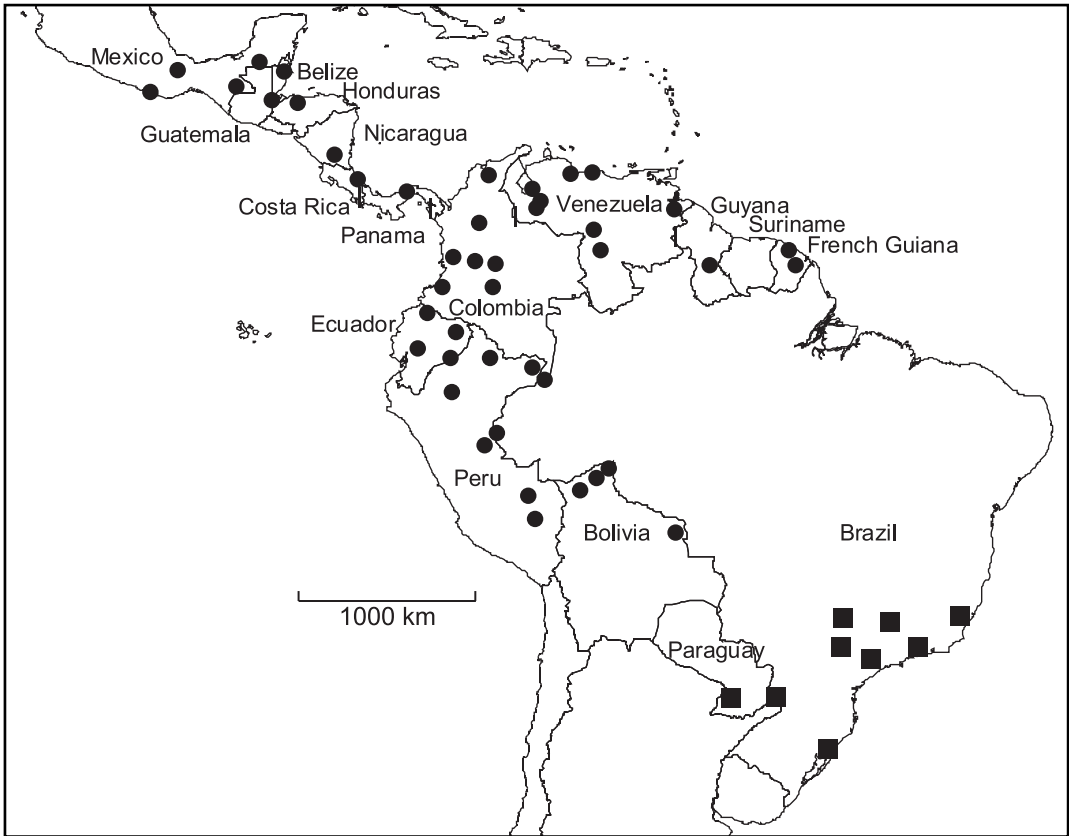 Mexico
Belize
Honduras
Guatemala
Nicaragua
Costa Rica
Panama
Venezuela
Guyana
Suriname
French Guiana
Colombia
Ecuador
Peru
Bolivia
Brazil
1000 km
Paraguay